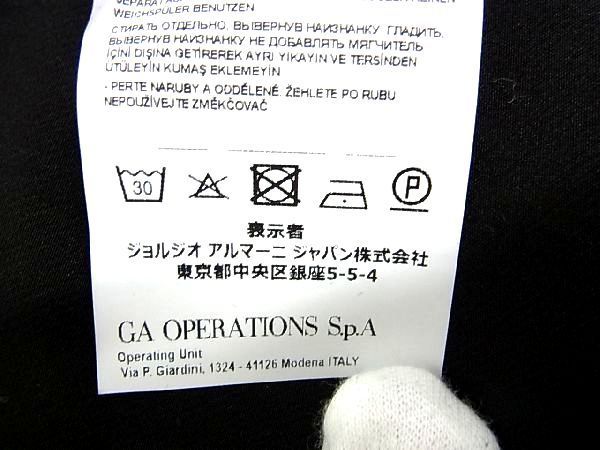 WEICHSPÜLER BENUTZEN
СТИРАТЬ ОТДЕЛЬНО, ВЫВЕРНУВ НАИЗНАНКУ. ГЛАДИТЬ,
ВЫВЕРНУВ НАИЗНАНКУ НЕ ДОБАВЛЯТЬ МЯГЧИТЕЛЬ
İÇİNİ DIŞINA GETİREREK AYRI YIKAYIN VE TERSİNDEN
ÜTÜLEYİN KUMAŞ EKLEMEYİN
- PERTE NARUBY A ODDĚLENĚ. ŽEHLETE PO RUBU
NEPOUŽÍVEJTE ZMĚKČOVAČ
30
P
表示者
ジョルジオ アルマーニ ジャパン株式会社
東京都中央区銀座5-5-4
GA OPERATIONS S.p.A
Operating Unit
Via P. Giardini, 1324 - 41126 Modena ITALY